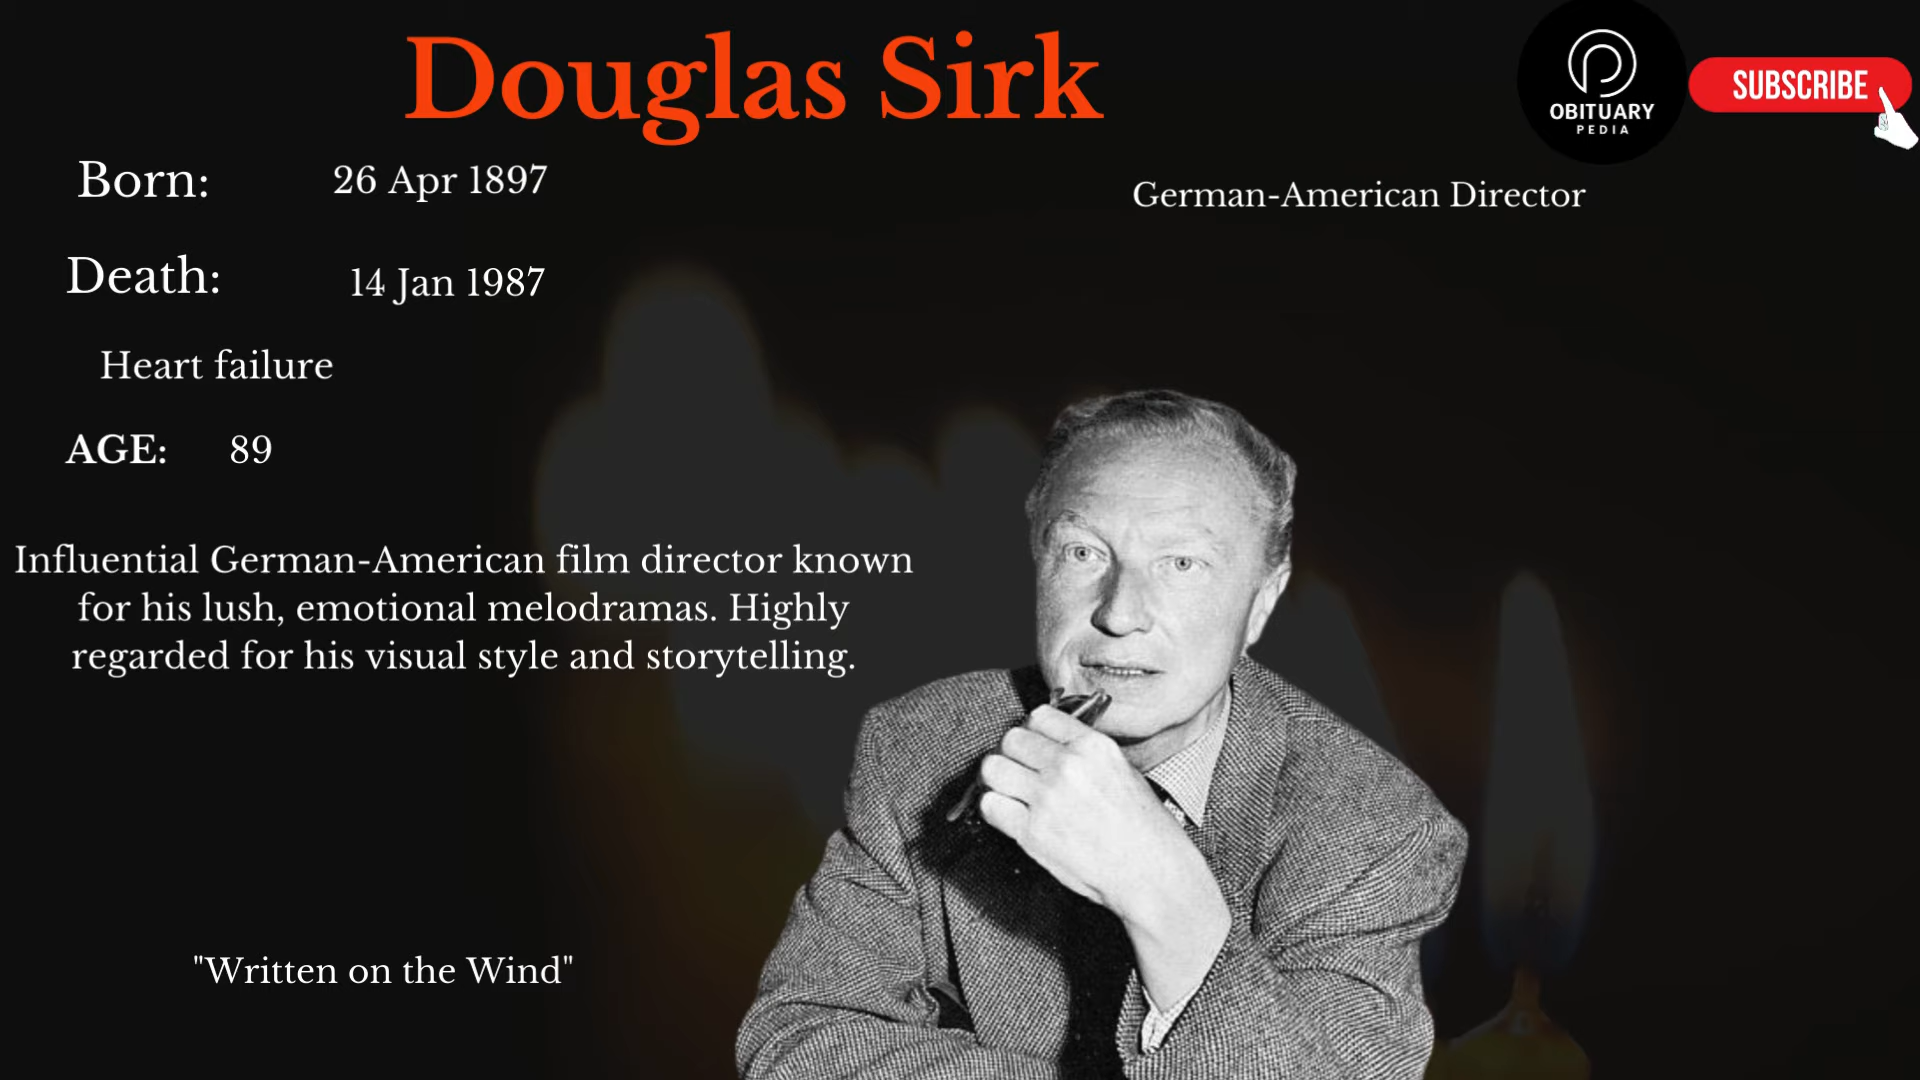 Douglas Sirk
OBITUARY
PEDIA
SUBSCRIBE
Born: 26 Apr 1897
German-American Director
Death: 14 Jan 1987
Heart failure
AGE: 89
Influential German-American film director known
for his lush, emotional melodramas. Highly
regarded for his visual style and storytelling.
"Written on the Wind"